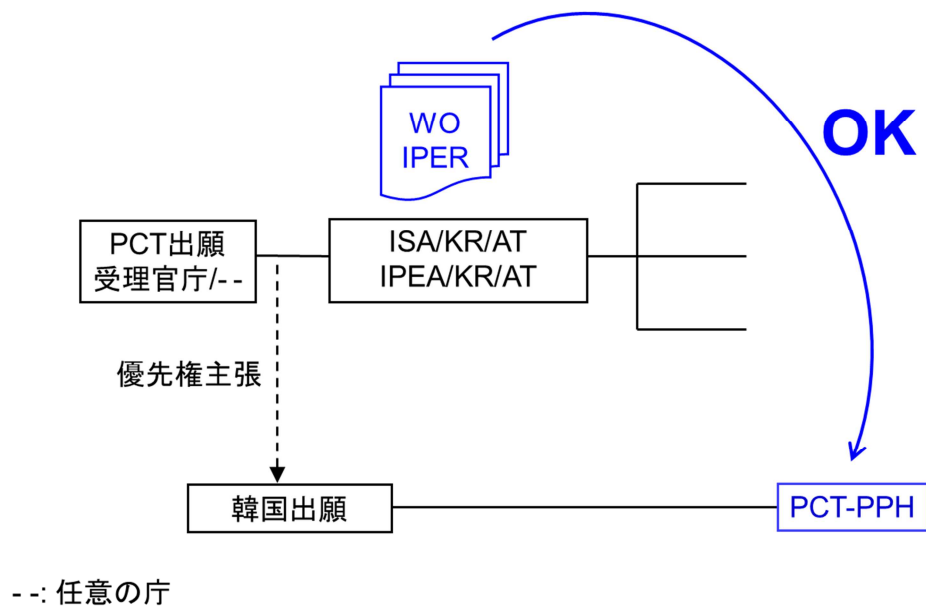 WO
IPER
OK
PCT出願
受理官庁/- -
ISA/KR/AT
IPEA/KR/AT
優先権主張
韓国出願
PCT-PPH
- -: 任意の庁